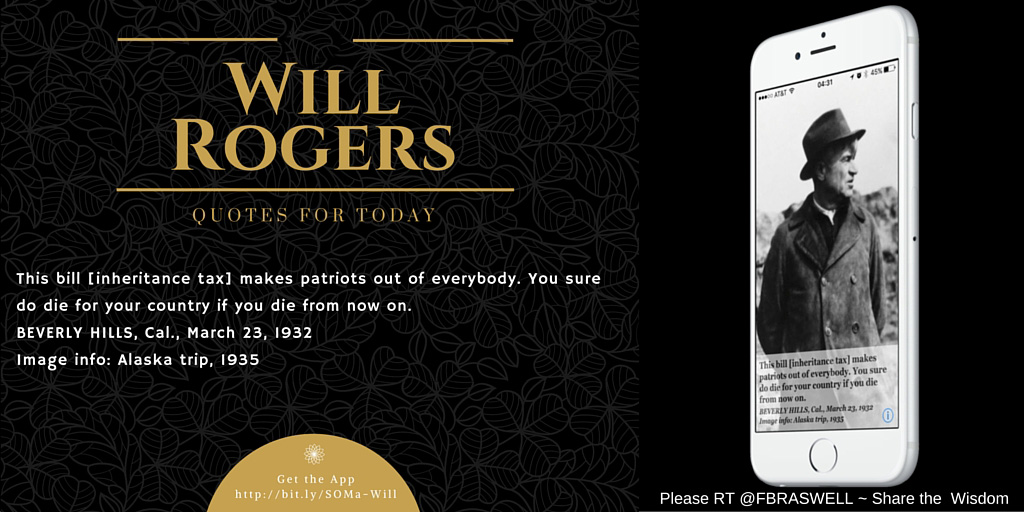 WILL
ROGERS
QUOTES FOR TODAY
This bill [inheritance tax] makes patriots out of everybody. You sure
do die for your country if you die from now on.
BEVERLY HILLS, Cal., March 23, 1932
Image info: Alaska trip, 1935
Get the App
http://bit.ly/SOMa-Will
AT&T 04:31 45%
This bill [inheritance tax] makes
patriots out of everybody. You sure
do die for your country if you die
from now on.
BEVERLY HILLS, Cal., March 23, 1932
Image info: Alaska trip, 1935
Please RT @FBRASWELL ~ Share the Wisdom